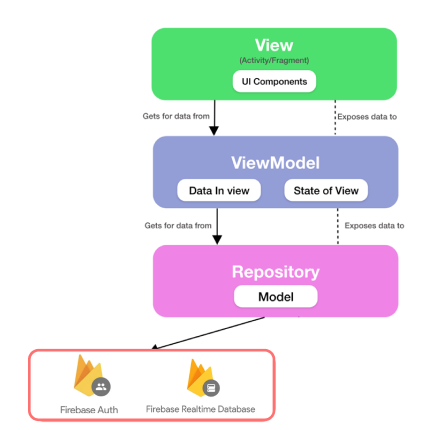 View
(Activity/Fragment)
UI Components
Gets for data from
Exposes data to
ViewModel
Data In view
State of View
Gets for data from
Exposes data to
Repository
Model
Firebase Auth
Firebase Realtime Database